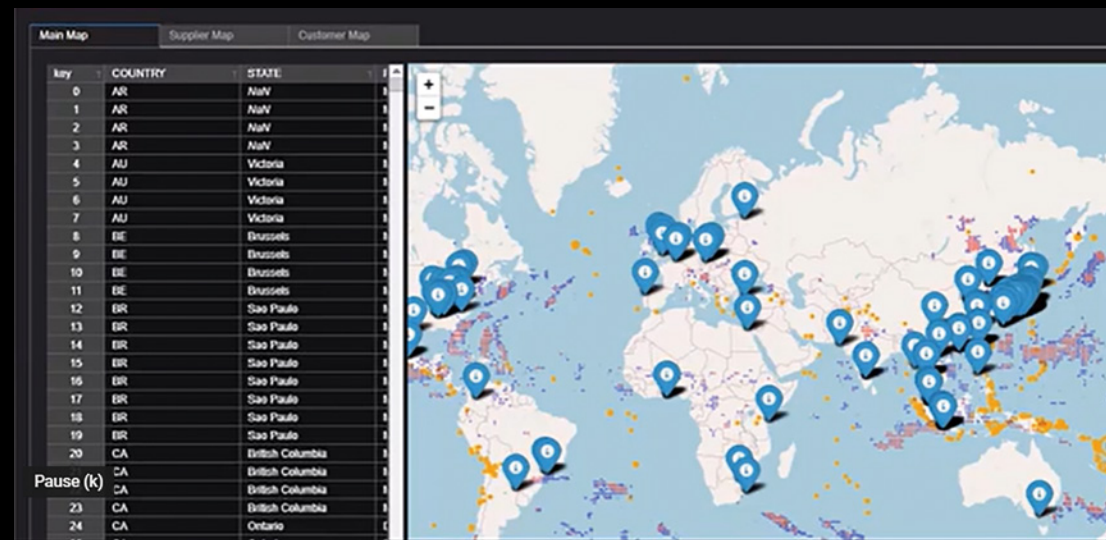 Main Map Supplier Map Customer Map
key COUNTRY STATE
0 AR NaN
1 AR NaN
2 AR NaN
3 AR NaN
4 AU Victoria
5 AU Victoria
6 AU Victoria
7 AU Victoria
8 BE Brussels
9 BE Brussels
10 BE Brussels
11 BE Brussels
12 BR Sao Paulo
13 BR Sao Paulo
14 BR Sao Paulo
15 BR Sao Paulo
16 BR Sao Paulo
17 BR Sao Paulo
18 BR Sao Paulo
19 BR Sao Paulo
20 CA British Columbia
CA British Columbia
Pause (k)
CA British Columbia
23 CA British Columbia
24 CA Ontario
+
−